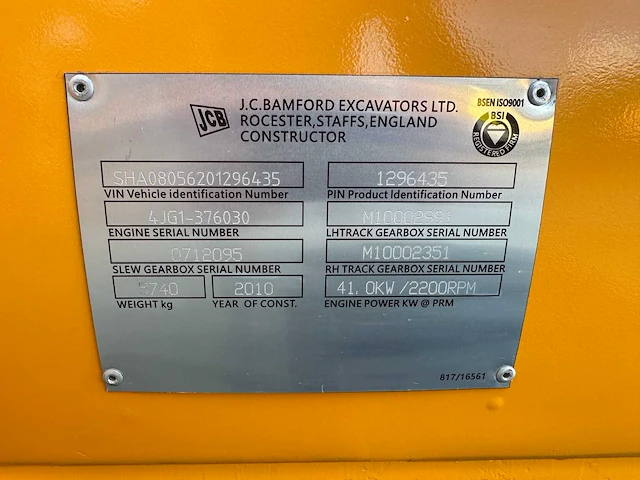 JCB
J.C.BAMFORD EXCAVATORS LTD.
ROCESTER,STAFFS,ENGLAND
CONSTRUCTOR
BSEN ISO9001
BSI
REGISTERED FIRM
SHA08056201296435
VIN Vehicle identification Number
1296435
PIN Product Identification Number
4JG1-376030
ENGINE SERIAL NUMBER
LHTRACK GEARBOX SERIAL NUMBER
0712095
SLEW GEARBOX SERIAL NUMBER
M10002351
RH TRACK GEARBOX SERIAL NUMBER
2010
WEIGHT kg
YEAR OF CONST.
41.0KW/2200RPM
ENGINE POWER KW @ PRM
817/16561